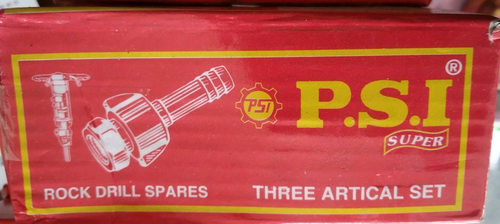 PSI
P.S.I®
SUPER
ROCK DRILL SPARES
THREE ARTICAL SET